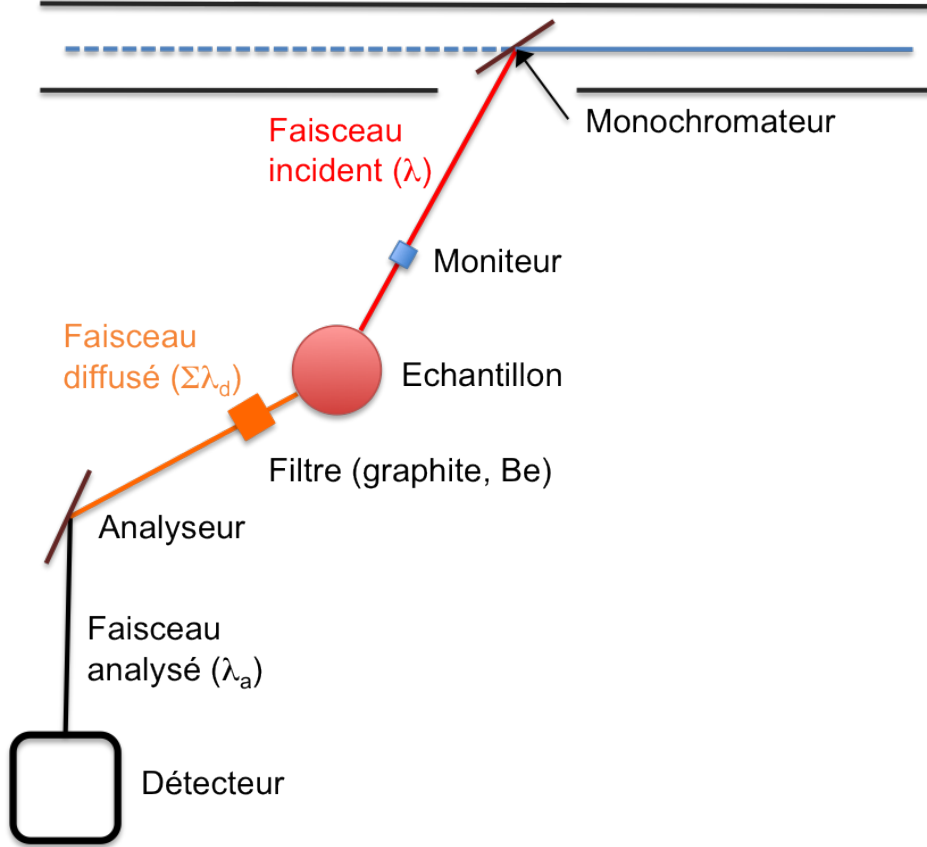 Monochromateur
Faisceau
incident (λ)
Moniteur
Faisceau
diffusé (Σλd)
Echantillon
Filtre (graphite, Be)
Analyseur
Faisceau
analysé (λa)
Détecteur